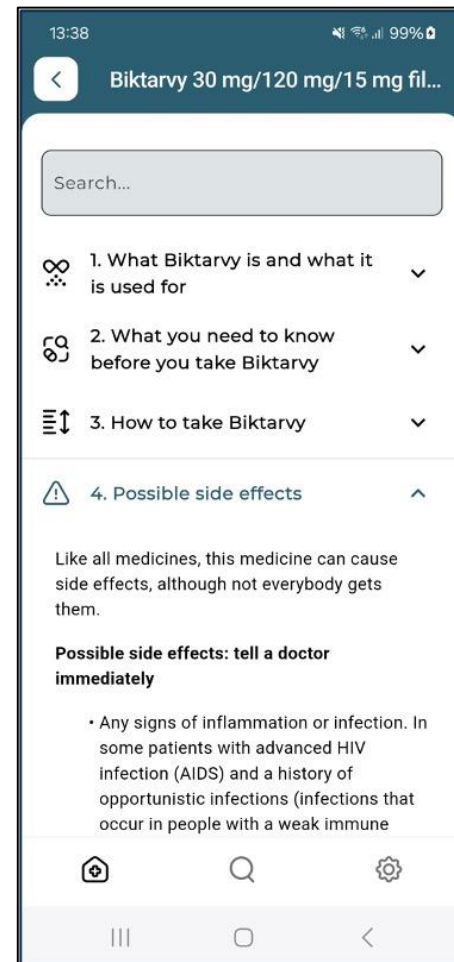 13:38
99%
Biktarvy 30 mg/120 mg/15 mg fil...
Search...
1. What Biktarvy is and what it
is used for
2. What you need to know
before you take Biktarvy
3. How to take Biktarvy
4. Possible side effects
Like all medicines, this medicine can cause
side effects, although not everybody gets
them.
Possible side effects: tell a doctor
immediately
• Any signs of inflammation or infection. In
some patients with advanced HIV
infection (AIDS) and a history of
opportunistic infections (infections that
occur in people with a weak immune